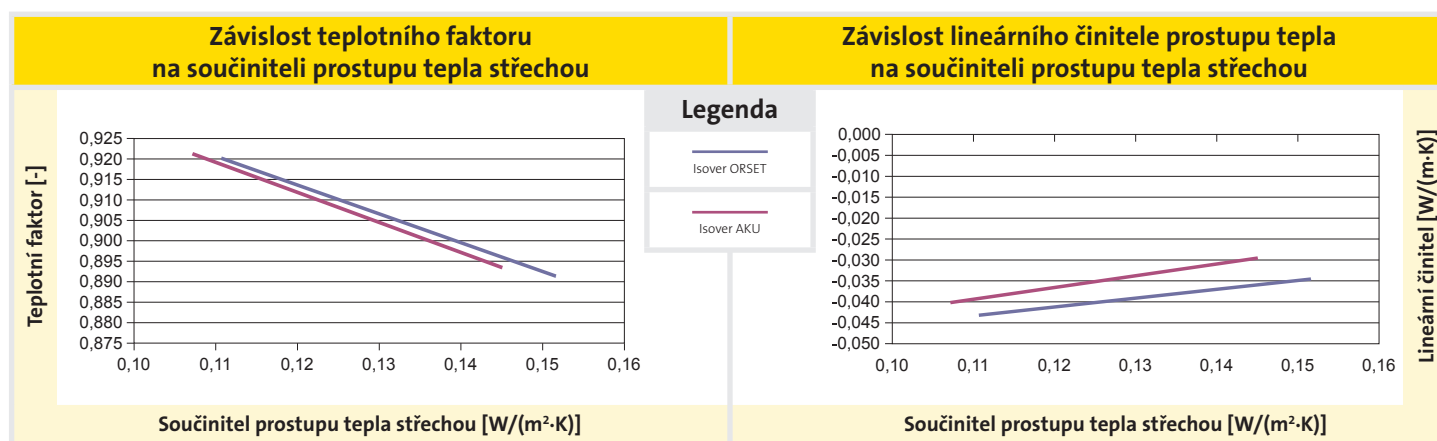 Závislost teplotního faktoru
na součiniteli prostupu tepla střechou
Teplotní faktor [-]
0,925
0,920
0,915
0,910
0,905
0,900
0,895
0,890
0,885
0,880
0,875
0,10 0,11 0,12 0,13 0,14 0,15 0,16
Součinitel prostupu tepla střechou [W/(m²·K)]
Legenda
Isover ORSET
Isover AKU
Závislost lineárního činitele prostupu tepla
na součiniteli prostupu tepla střechou
0,000
-0,005
-0,010
-0,015
-0,020
-0,025
-0,030
-0,035
-0,040
-0,045
-0,050
0,10 0,11 0,12 0,13 0,14 0,15 0,16
Lineární činitel [W/(m·K)]
Součinitel prostupu tepla střechou [W/(m²·K)]